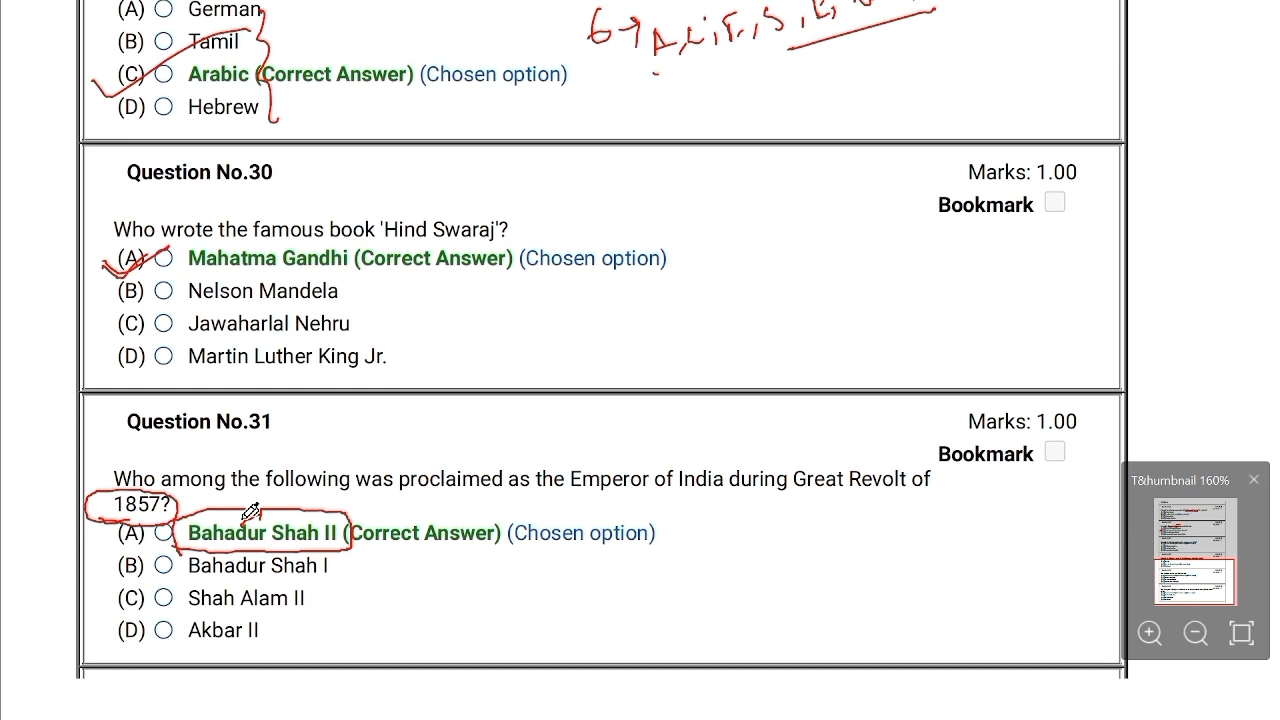 (A) German
(B) Tamil
(C) Arabic (Correct Answer) (Chosen option)
(D) Hebrew
6→
Question No.30 Marks: 1.00
Bookmark
Who wrote the famous book 'Hind Swaraj'?
(A) Mahatma Gandhi (Correct Answer) (Chosen option)
(B) Nelson Mandela
(C) Jawaharlal Nehru
(D) Martin Luther King Jr.
Question No.31 Marks: 1.00
Bookmark
Who among the following was proclaimed as the Emperor of India during Great Revolt of
1857?
(A) Bahadur Shah II (Correct Answer) (Chosen option)
(B) Bahadur Shah I
(C) Shah Alam II
(D) Akbar II
T&humbnail 160%